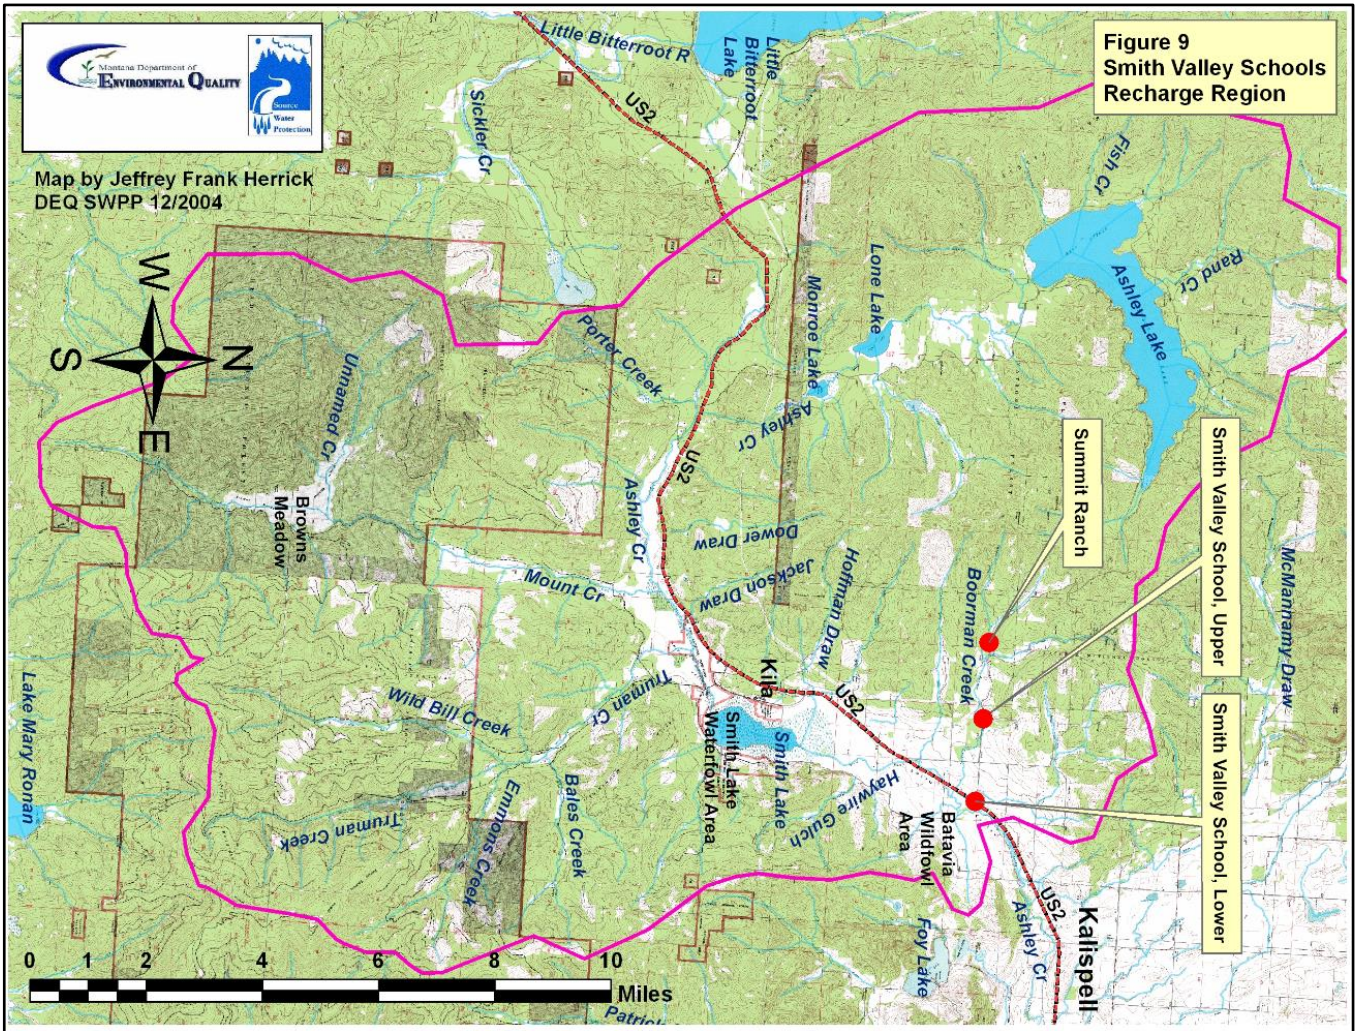 Montana Department of
ENVIRONMENTAL QUALITY
Source
Water
Protection
Map by Jeffrey Frank Herrick
DEQ SWPP 12/2004
Figure 9
Smith Valley Schools
Recharge Region
Little Bitterroot R
Little
Bitterroot
Lake
US2
Sickler Cr
Fish Cr
Rand Cr
Ashley Lake
Lone Lake
Monroe Lake
Ashley Cr
Porter Creek
W
N
S
E
Unnamed Cr
Browns
Meadow
US2
Ashley Cr
Dower Draw
Jackson Draw
Hoffman Draw
Boorman Creek
Summit Ranch
Smith Valley School, Upper
McMannamy Draw
Smith Valley School, Lower
Mount Cr
Kila
US2
Truman Cr
Wild Bill Creek
Smith Lake
Smith Lake
Waterfowl Area
Haywire Gulch
Batavia
Wildfowl
Area
Lake Mary Ronan
Truman Creek
Emmons Creek
Bales Creek
US2
Ashley Cr
Kalispell
Foy Lake
0 1 2 4 6 8 10
Miles
Patrick